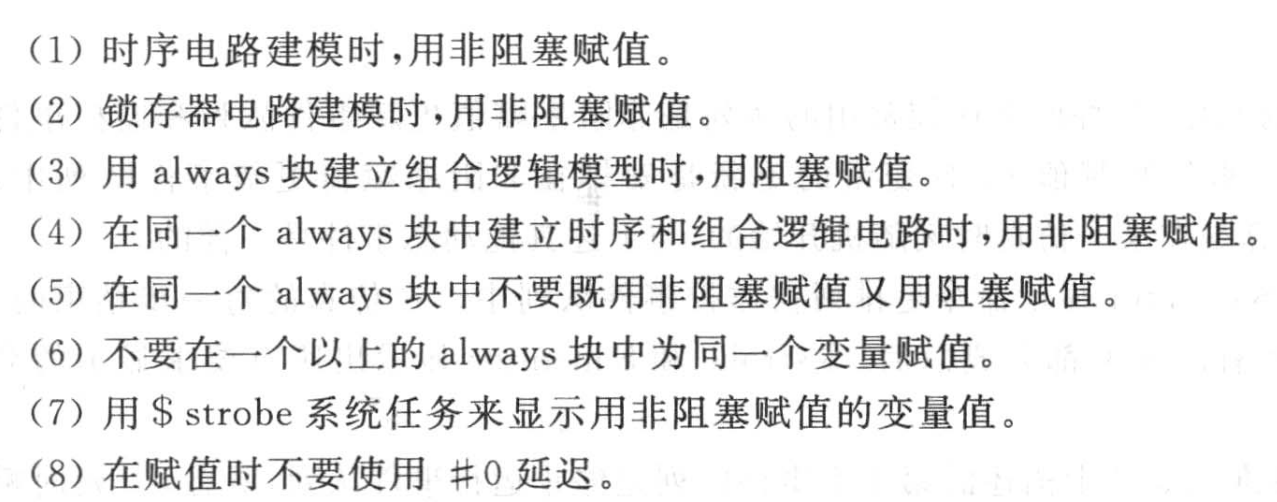 (1) 时序电路建模时,用非阻塞赋值。
(2) 锁存器电路建模时,用非阻塞赋值。
(3) 用 always 块建立组合逻辑模型时,用阻塞赋值。
(4) 在同一个 always 块中建立时序和组合逻辑电路时,用非阻塞赋值。
(5) 在同一个 always 块中不要既用非阻塞赋值又用阻塞赋值。
(6) 不要在一个以上的 always 块中为同一个变量赋值。
(7) 用 $ strobe 系统任务来显示用非阻塞赋值的变量值。
(8) 在赋值时不要使用 #0 延迟。